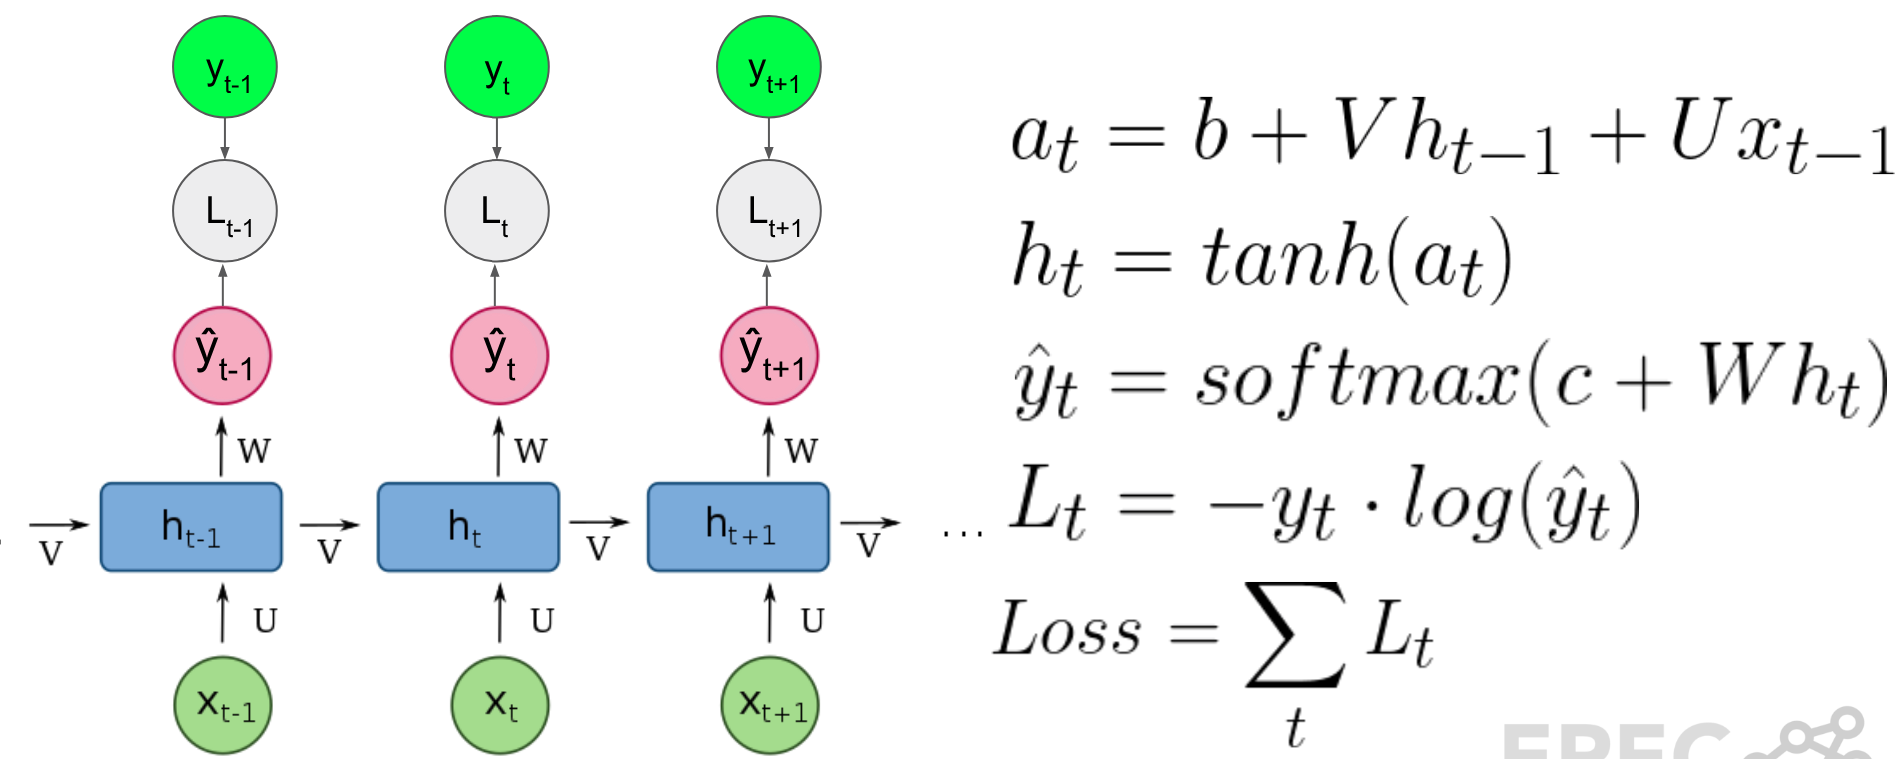 y_{t-1} y_t y_{t+1}
L_{t-1} L_t L_{t+1}
ŷ_{t-1} ŷ_t ŷ_{t+1}
W W W
h_{t-1} h_t h_{t+1} ...
V V V V
U U U
x_{t-1} x_t x_{t+1}
a_t = b + Vh_{t-1} + Ux_{t-1}
h_t = tanh(a_t)
ŷ_t = softmax(c + Wh_t)
L_t = -y_t · log(ŷ_t)
Loss = ∑_t L_t